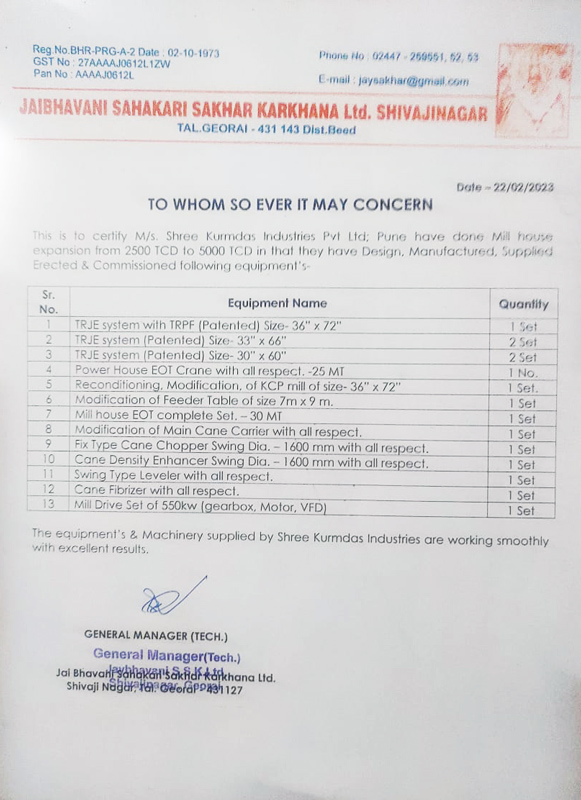 Reg.No.BHR-PRG-A-2 Date : 02-10-1973
GST No : 27AAAAJ0612L1ZW
Pan No : AAAAJ0612L
Phone No : 02447 - 259551, 52, 53
E-mail : jaysakhar@gmail.com
JAIBHAVANI SAHAKARI SAKHAR KARKHANA Ltd. SHIVAJINAGAR
TAL.GEORAI - 431 143 Dist.Beed
Date – 22/02/2023
TO WHOM SO EVER IT MAY CONCERN
This is to certify M/s. Shree Kurmdas Industries Pvt Ltd; Pune have done Mill house
expansion from 2500 TCD to 5000 TCD in that they have Design, Manufactured, Supplied
Erected & Commissioned following equipment's-
Sr. No. Equipment Name Quantity
1 TRJE system with TRPF (Patented) Size- 36" x 72" 1 Set
2 TRJE system (Patented) Size- 33" x 66" 2 Set
3 TRJE system (Patented) Size- 30" x 60" 2 Set
4 Power House EOT Crane with all respect. -25 MT 1 No.
5 Reconditioning, Modification, of KCP mill of size- 36" x 72" 1 Set.
6 Modification of Feeder Table of size 7m x 9 m. 1 Set
7 Mill house EOT complete Set. – 30 MT 1 Set
8 Modification of Main Cane Carrier with all respect. 1 Set
9 Fix Type Cane Chopper Swing Dia. – 1600 mm with all respect. 1 Set
10 Cane Density Enhancer Swing Dia. – 1600 mm with all respect. 1 Set
11 Swing Type Leveler with all respect. 1 Set
12 Cane Fibrizer with all respect. 1 Set
13 Mill Drive Set of 550kw (gearbox, Motor, VFD) 1 Set
The equipment's & Machinery supplied by Shree Kurmdas Industries are working smoothly
with excellent results.
GENERAL MANAGER (TECH.)
General Manager(Tech.)
Jaybhavani S.S.K.Ltd.
Jai Bhavani Sahakari Sakhar Karkhana Ltd.
Shivajinagar, Georai
Shivaji Nagar, Tal. Georai - 431127